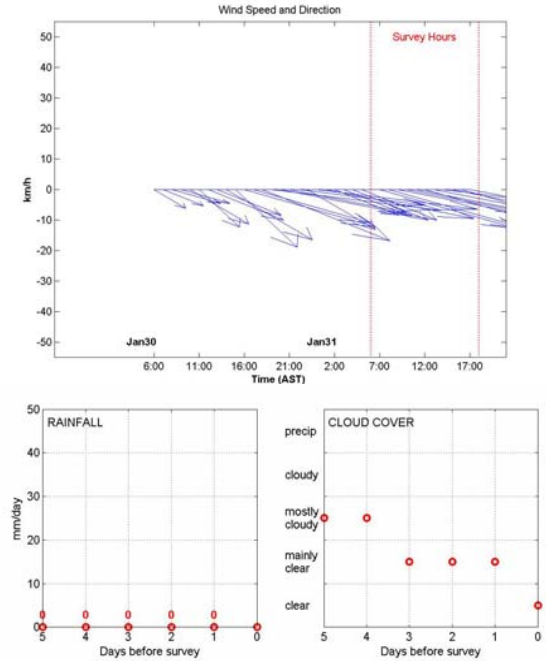 Wind Speed and Direction
Survey Hours
50
40
30
20
10
0
-10
-20
-30
-40
-50
km/h
Jan30
Jan31
6:00 11:00 16:00 21:00 2:00 7:00 12:00 17:00
Time (AST)
RAINFALL
50
40
30
20
10
0
mm/day
0 0 0 0 0
5 4 3 2 1 0
Days before survey
CLOUD COVER
precip
cloudy
mostly
cloudy
mainly
clear
clear
5 4 3 2 1 0
Days before survey